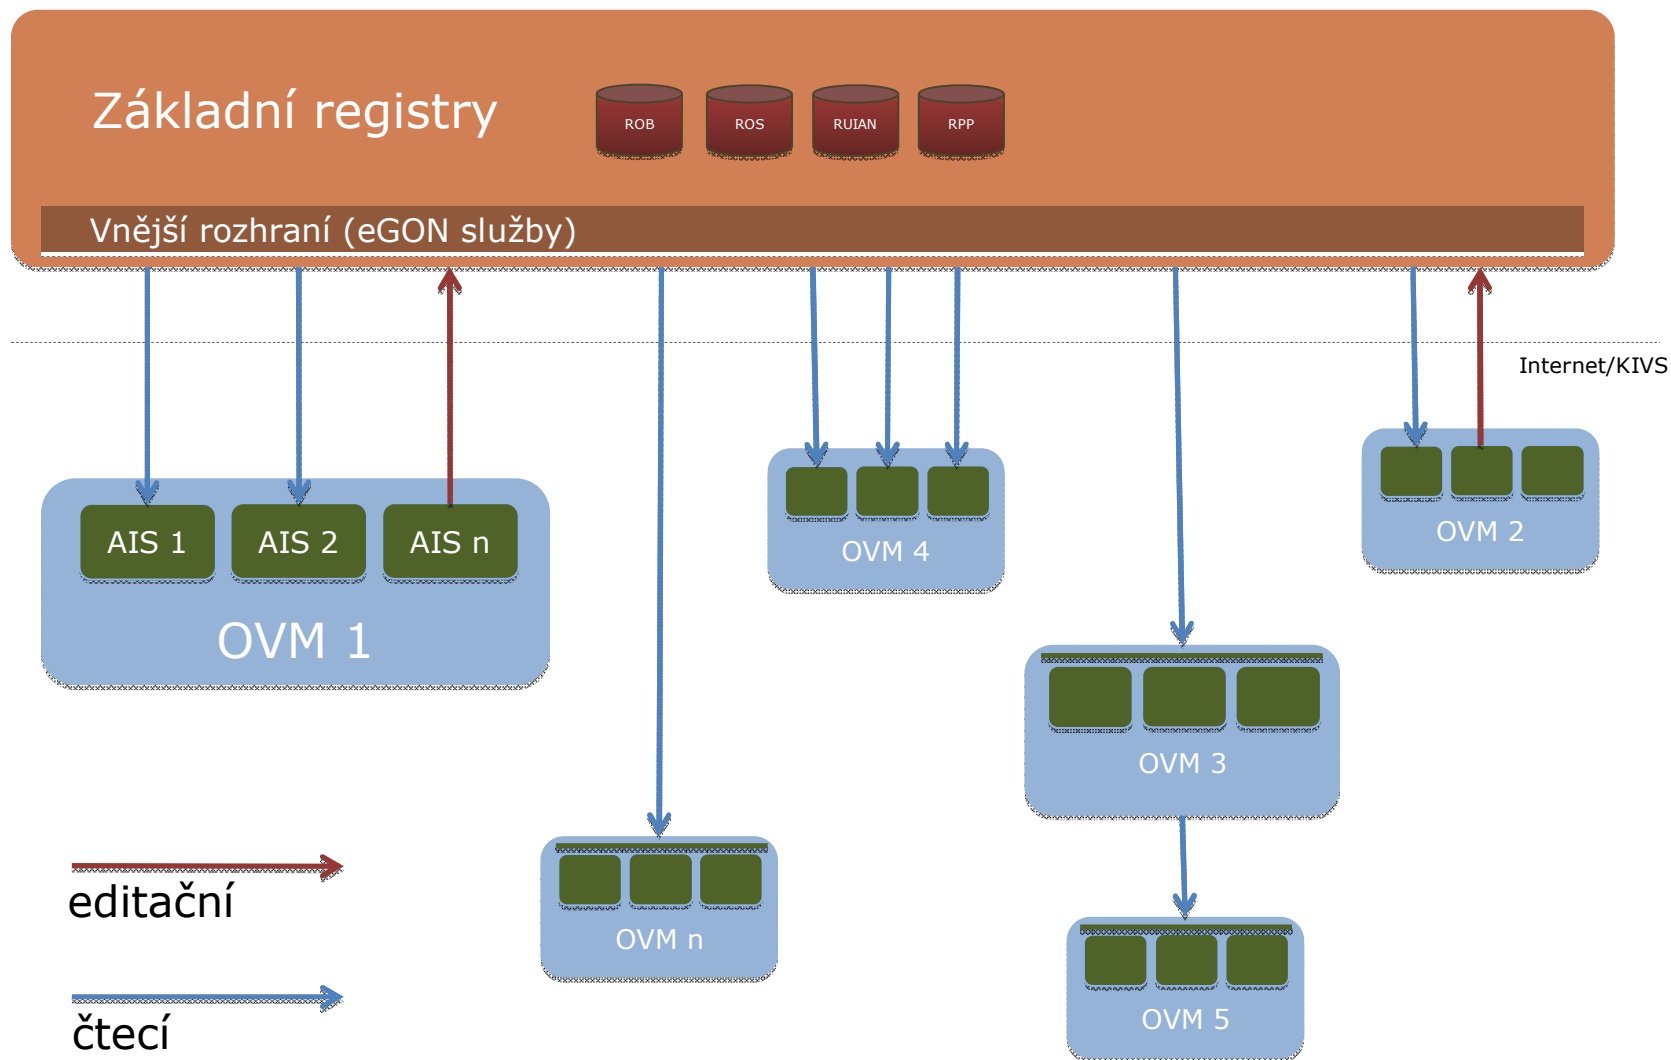 Základní registry
ROB
ROS
RUIAN
RPP
Vnější rozhraní (eGON služby)
Internet/KIVS
AIS 1
AIS 2
AIS n
OVM 1
OVM 4
OVM 2
OVM 3
OVM n
OVM 5
editační
čtecí